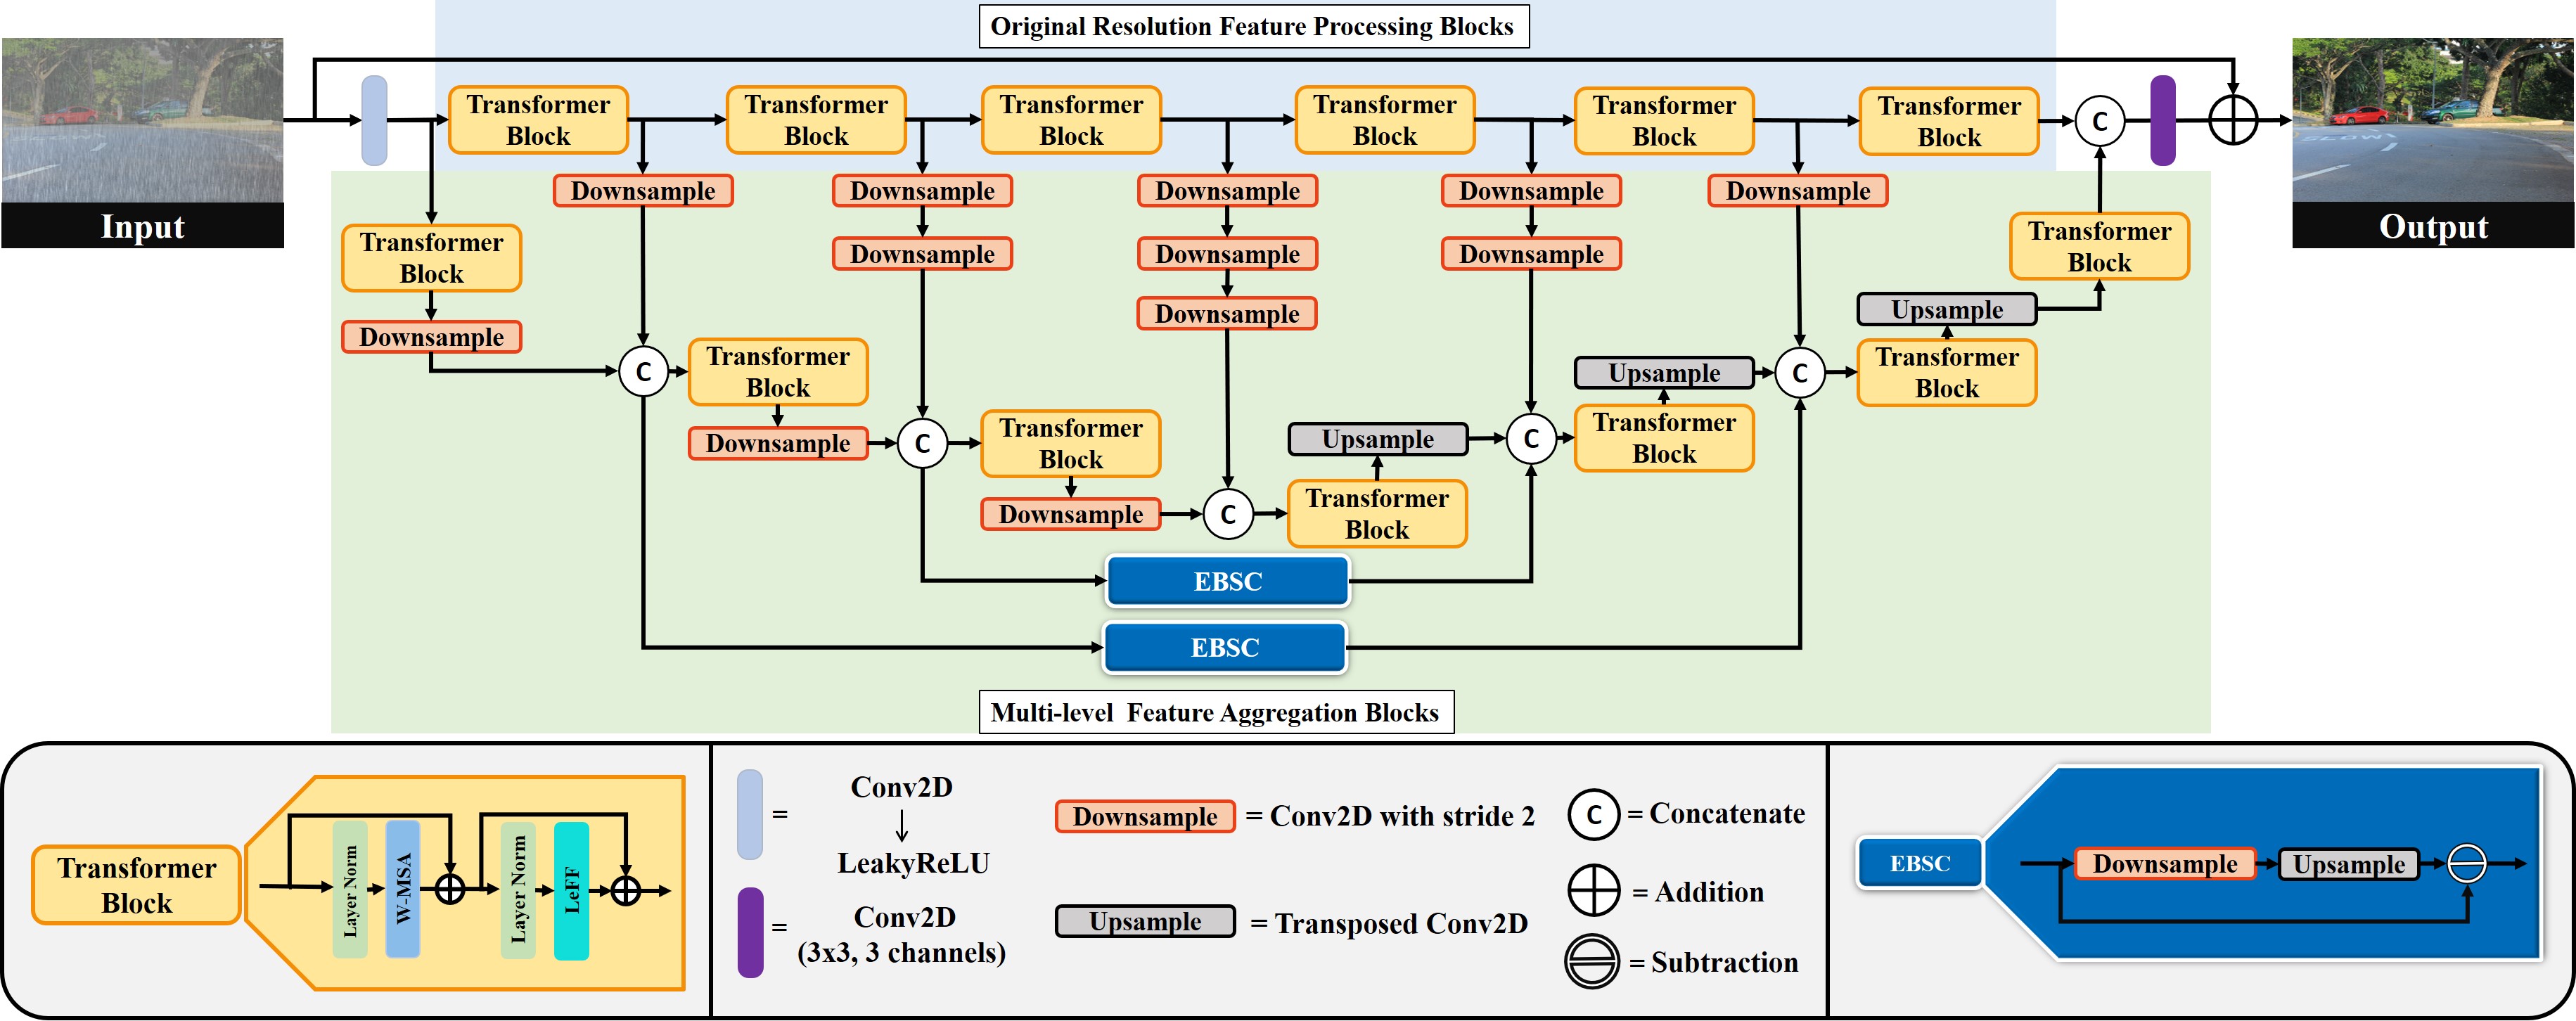 Original Resolution Feature Processing Blocks
Transformer
Block
Transformer
Block
Transformer
Block
Transformer
Block
Transformer
Block
Transformer
Block
C
Input
Output
SLOW
Downsample
Downsample
Downsample
Downsample
Downsample
Transformer
Block
Downsample
Downsample
Downsample
Transformer
Block
Downsample
Downsample
Upsample
C
Transformer
Block
Upsample
C
Transformer
Block
Downsample
C
Transformer
Block
Upsample
C
Transformer
Block
Downsample
C
Transformer
Block
EBSC
EBSC
Multi-level Feature Aggregation Blocks
Transformer
Block
Layer Norm
W-MSA
Layer Norm
LeFF
=
Conv2D
LeakyReLU
=
Conv2D
(3x3, 3 channels)
Downsample = Conv2D with stride 2
Upsample = Transposed Conv2D
C = Concatenate
= Addition
= Subtraction
EBSC
Downsample
Upsample